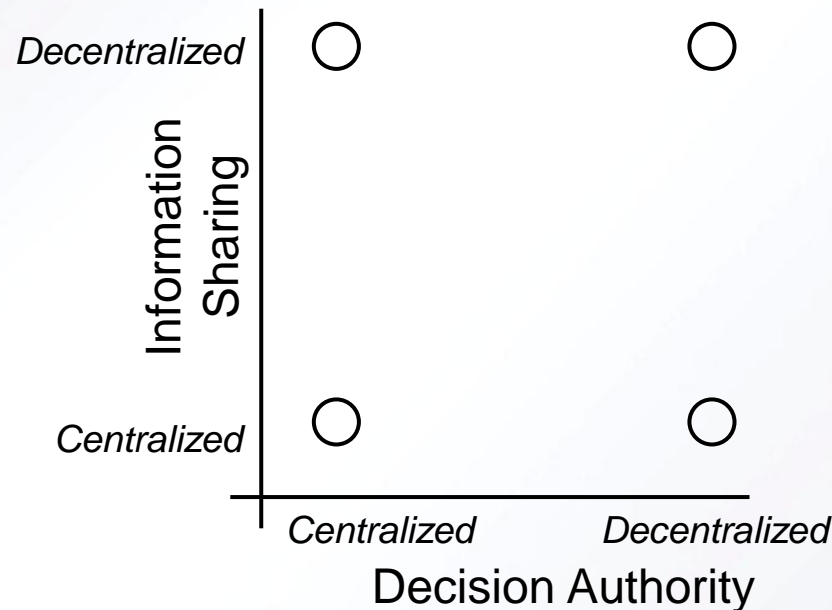 Decentralized
Information
Sharing
Centralized
Centralized
Decentralized
Decision Authority